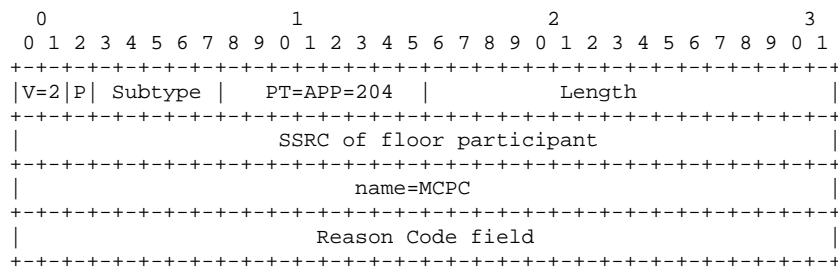 0                   1                   2                   3
0 1 2 3 4 5 6 7 8 9 0 1 2 3 4 5 6 7 8 9 0 1 2 3 4 5 6 7 8 9 0 1
+-+-+-+-+-+-+-+-+-+-+-+-+-+-+-+-+-+-+-+-+-+-+-+-+-+-+-+-+-+-+-+-+
|V=2|P| Subtype |   PT=APP=204  |          Length               |
+-+-+-+-+-+-+-+-+-+-+-+-+-+-+-+-+-+-+-+-+-+-+-+-+-+-+-+-+-+-+-+-+
|                    SSRC of floor participant                  |
+-+-+-+-+-+-+-+-+-+-+-+-+-+-+-+-+-+-+-+-+-+-+-+-+-+-+-+-+-+-+-+-+
|                          name=MCPC                            |
+-+-+-+-+-+-+-+-+-+-+-+-+-+-+-+-+-+-+-+-+-+-+-+-+-+-+-+-+-+-+-+-+
|                       Reason Code field                       |
+-+-+-+-+-+-+-+-+-+-+-+-+-+-+-+-+-+-+-+-+-+-+-+-+-+-+-+-+-+-+-+-+